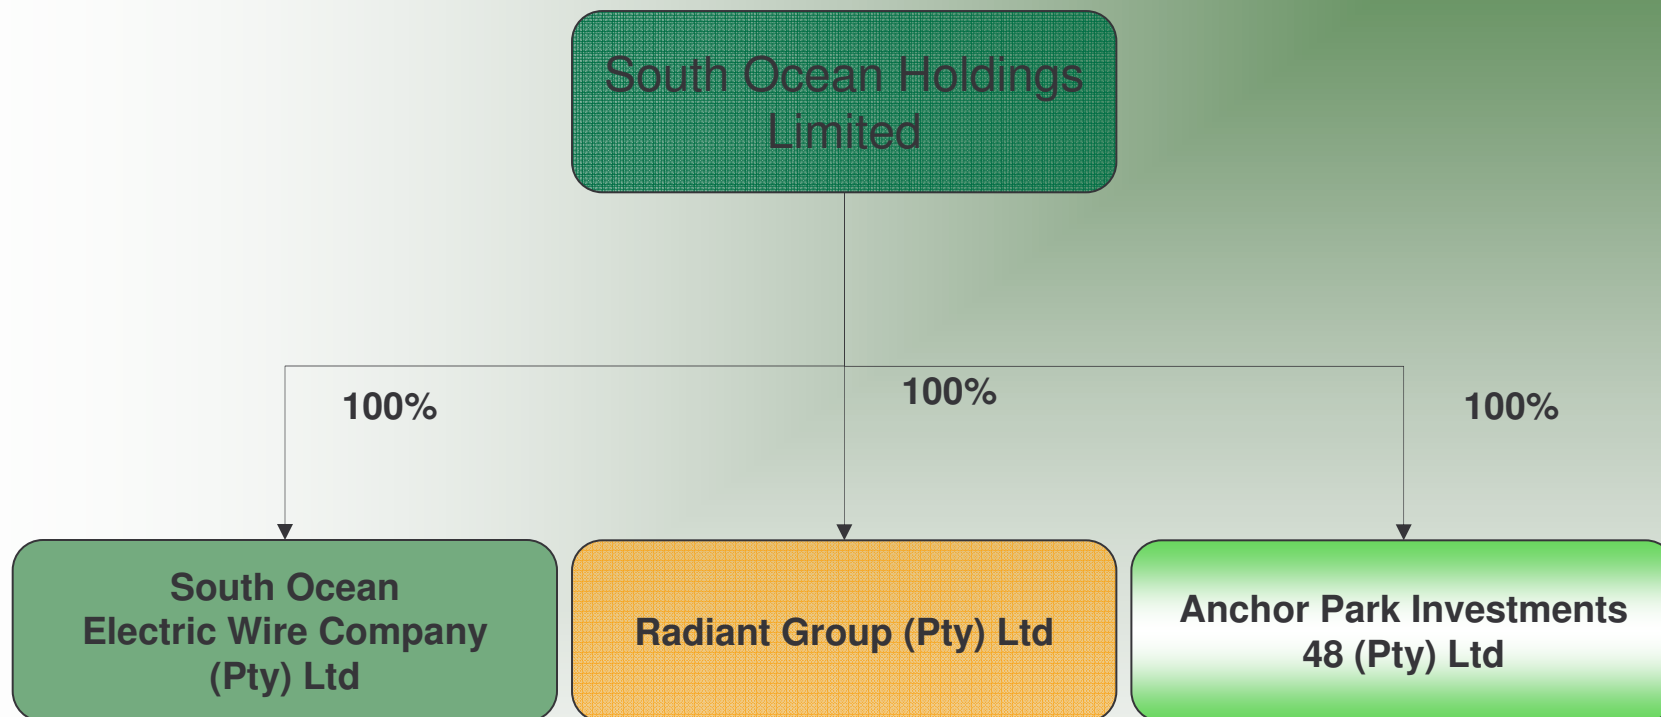 South Ocean Holdings
Limited
100%
100%
100%
South Ocean
Electric Wire Company
(Pty) Ltd
Radiant Group (Pty) Ltd
Anchor Park Investments
48 (Pty) Ltd